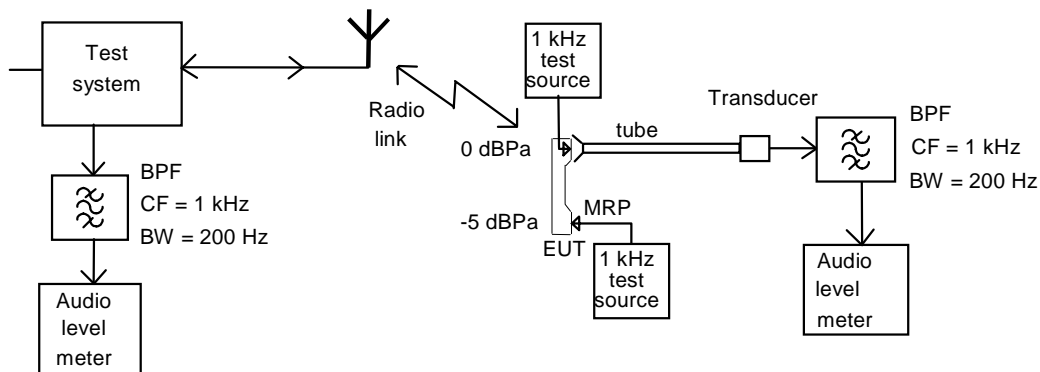 Test
system
BPF
CF = 1 kHz
BW = 200 Hz
Audio
level
meter
Radio
link
1 kHz
test
source
0 dBPa
-5 dBPa
MRP
EUT
1 kHz
test
source
tube
Transducer
BPF
CF = 1 kHz
BW = 200 Hz
Audio
level
meter